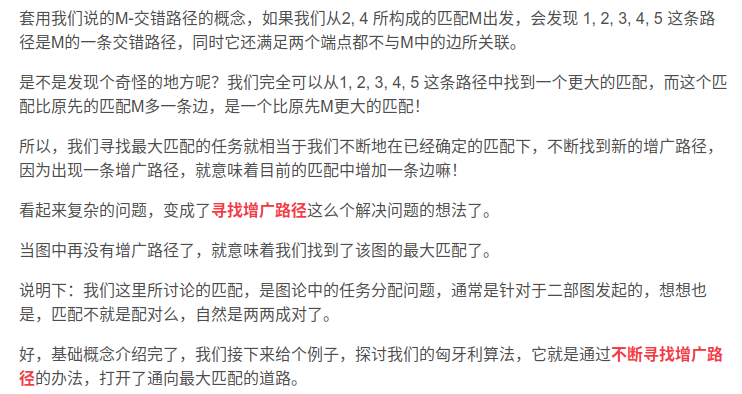 套用我们说的M-交错路径的概念，如果我们从2, 4 所构成的匹配M出发，会发现 1, 2, 3, 4, 5 这条路
径是M的一条交错路径，同时它还满足两个端点都不与M中的边所关联。
是不是发现个奇怪的地方呢？我们完全可以从1, 2, 3, 4, 5 这条路径中找到一个更大的匹配，而这个匹
配比原先的匹配M多一条边，是一个比原先M更大的匹配！
所以，我们寻找最大匹配的任务就相当于我们不断地在已经确定的匹配下，不断找到新的增广路径，
因为出现一条增广路径，就意味着目前的匹配中增加一条边嘛！
看起来复杂的问题，变成了寻找增广路径这么个解决问题的想法了。
当图中再没有增广路径了，就意味着我们找到了该图的最大匹配了。
说明下：我们这里所讨论的匹配，是图论中的任务分配问题，通常是针对于二部图发起的，想想也
是，匹配不就是配对么，自然是两两成对了。
好，基础概念介绍完了，我们接下来给个例子，探讨我们的匈牙利算法，它就是通过不断寻找增广路
径的办法，打开了通向最大匹配的道路。